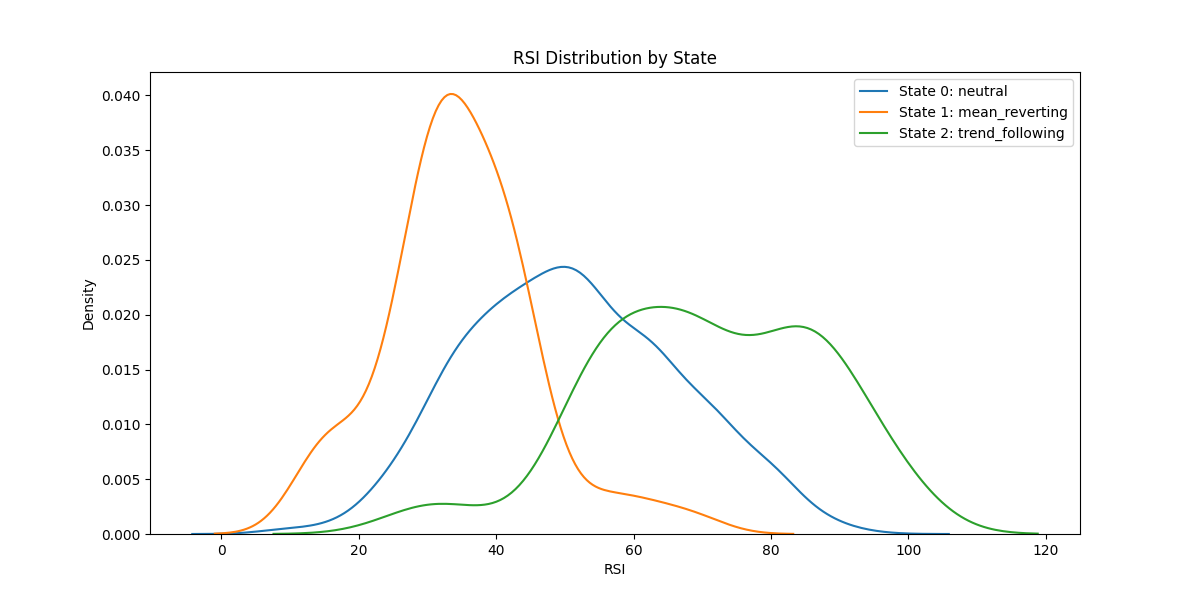 RSI Distribution by State
State 0: neutral
State 1: mean_reverting
State 2: trend_following
Density
0.040
0.035
0.030
0.025
0.020
0.015
0.010
0.005
0.000
0 20 40 60 80 100 120
RSI